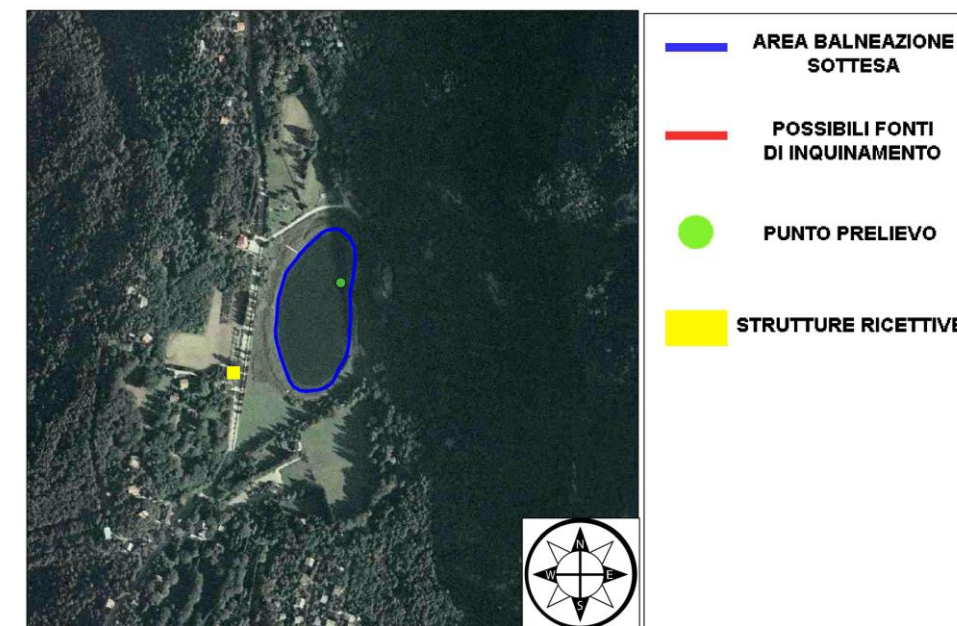 AREA BALNEAZIONE
SOTTESA
POSSIBILI FONTI
DI INQUINAMENTO
PUNTO PRELIEVO
STRUTTURE RICETTIVE
N
W
E
S